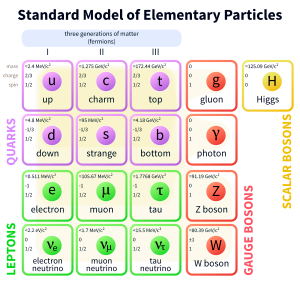 Standard Model of Elementary Particles
three generations of matter
(fermions)
I II III
mass ≈2.4 MeV/c² ≈1.275 GeV/c² ≈172.44 GeV/c² 0 ≈125.09 GeV/c²
charge 2/3 2/3 2/3 0 0
spin 1/2 1/2 1/2 1 0
u c t g H
up charm top gluon Higgs
≈4.8 MeV/c² ≈95 MeV/c² ≈4.18 GeV/c² 0
-1/3 -1/3 -1/3 0
1/2 1/2 1/2 1
d s b γ
down strange bottom photon
≈0.511 MeV/c² ≈105.67 MeV/c² ≈1.7768 GeV/c² ≈91.19 GeV/c²
-1 -1 -1 0
1/2 1/2 1/2 1
e μ τ Z
electron muon tau Z boson
<2.2 eV/c² <1.7 MeV/c² <15.5 MeV/c² ≈80.39 GeV/c²
0 0 0 ±1
1/2 1/2 1/2 1
νe νμ ντ W
electron muon tau W boson
neutrino neutrino neutrino
QUARKS
LEPTONS
GAUGE BOSONS
SCALAR BOSONS